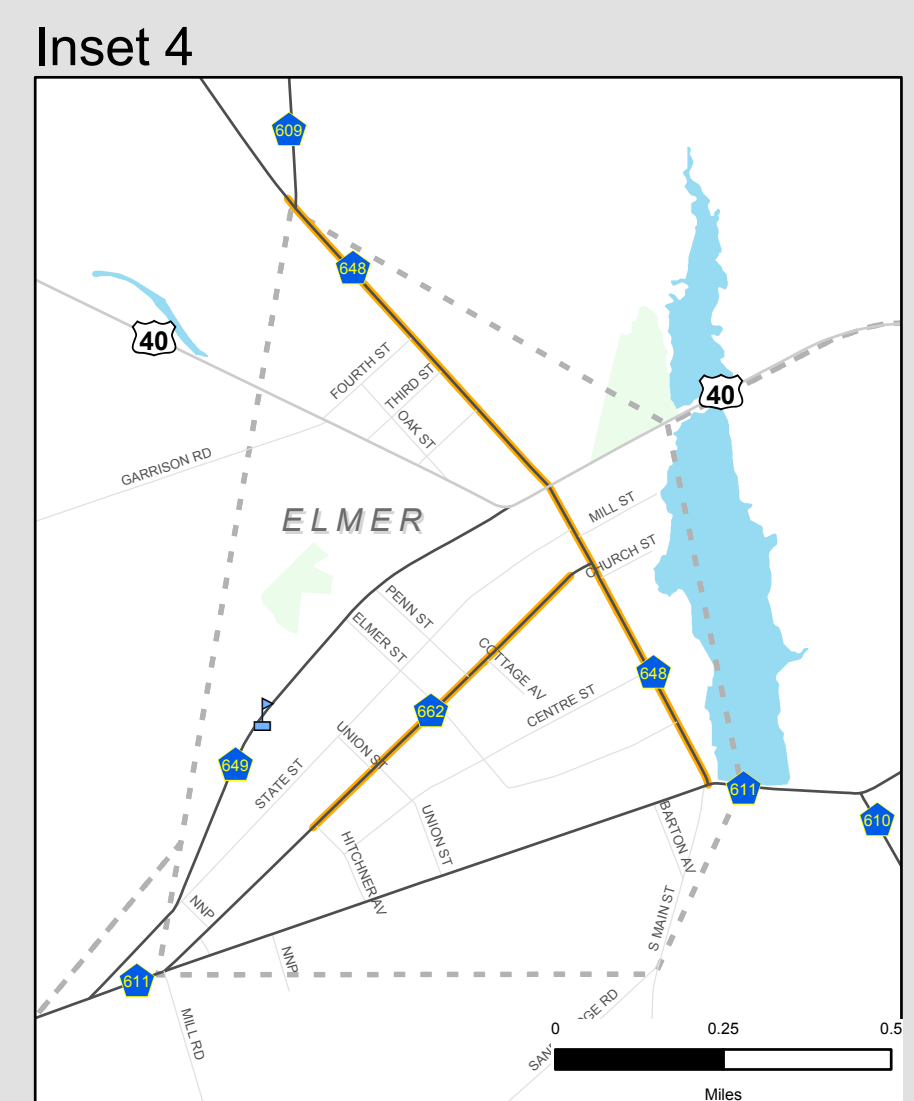 Inset 4
609
648
40
FOURTH ST
THIRD ST
OAK ST
40
GARRISON RD
ELMER
MILL ST
CHURCH ST
PENN ST
ELMER ST
COTTAGE AV
648
CENTRE ST
662
UNION ST
649
STATE ST
611
UNION ST
BARTON AV
610
HITCHNER AV
NNP
S MAIN ST
NNP
611
MILL RD
0
0.25
0.5
Miles